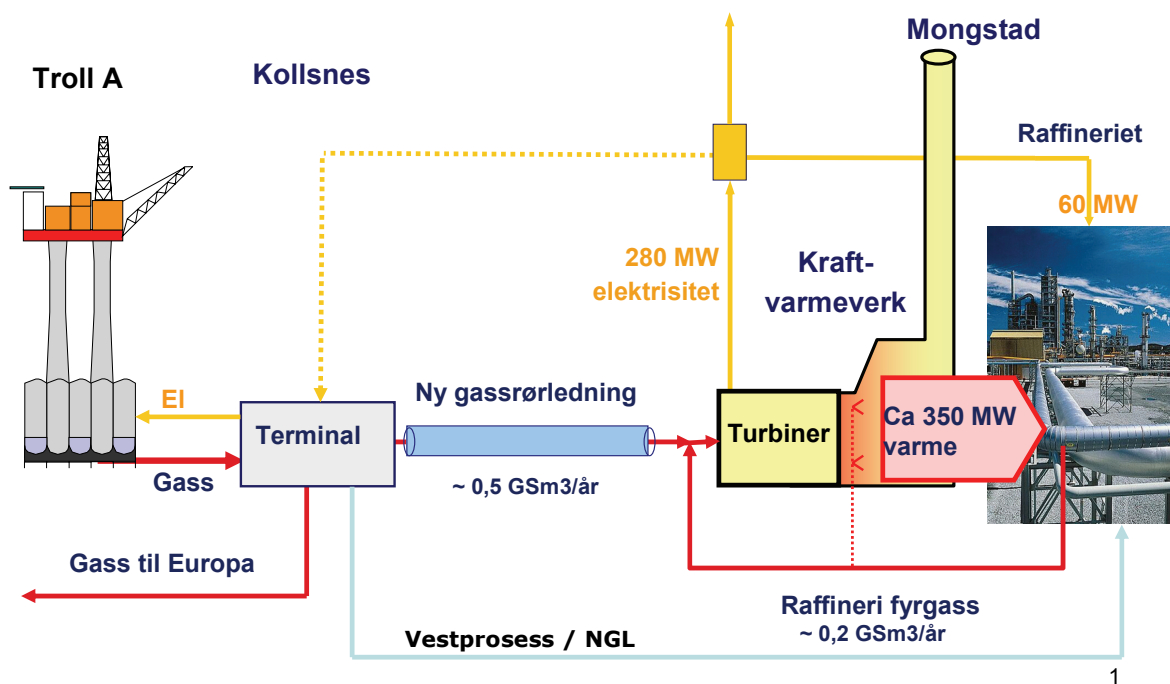 Mongstad
Troll A
Kollsnes
Raffineriet
60 MW
280 MW
elektrisitet
Kraft-
varmeverk
Ny gassrørledning
El
Terminal
Turbiner
Ca 350 MW
varme
Gass
~ 0,5 GSm3/år
Gass til Europa
Raffineri fyrgass
~ 0,2 GSm3/år
Vestprosess / NGL
1